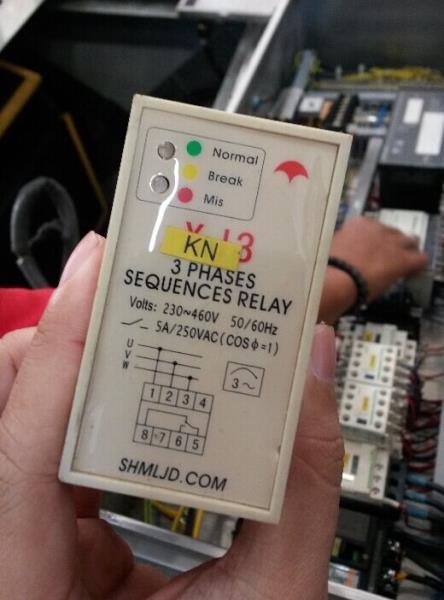 Normal
Break
Mis
KN
3 PHASES
SEQUENCES RELAY
Volts: 230~460V 50/60Hz
5A/250VAC(COSϕ=1)
U
V
W
3~
1 2 3 4
8 7 6 5
SHMLJD.COM